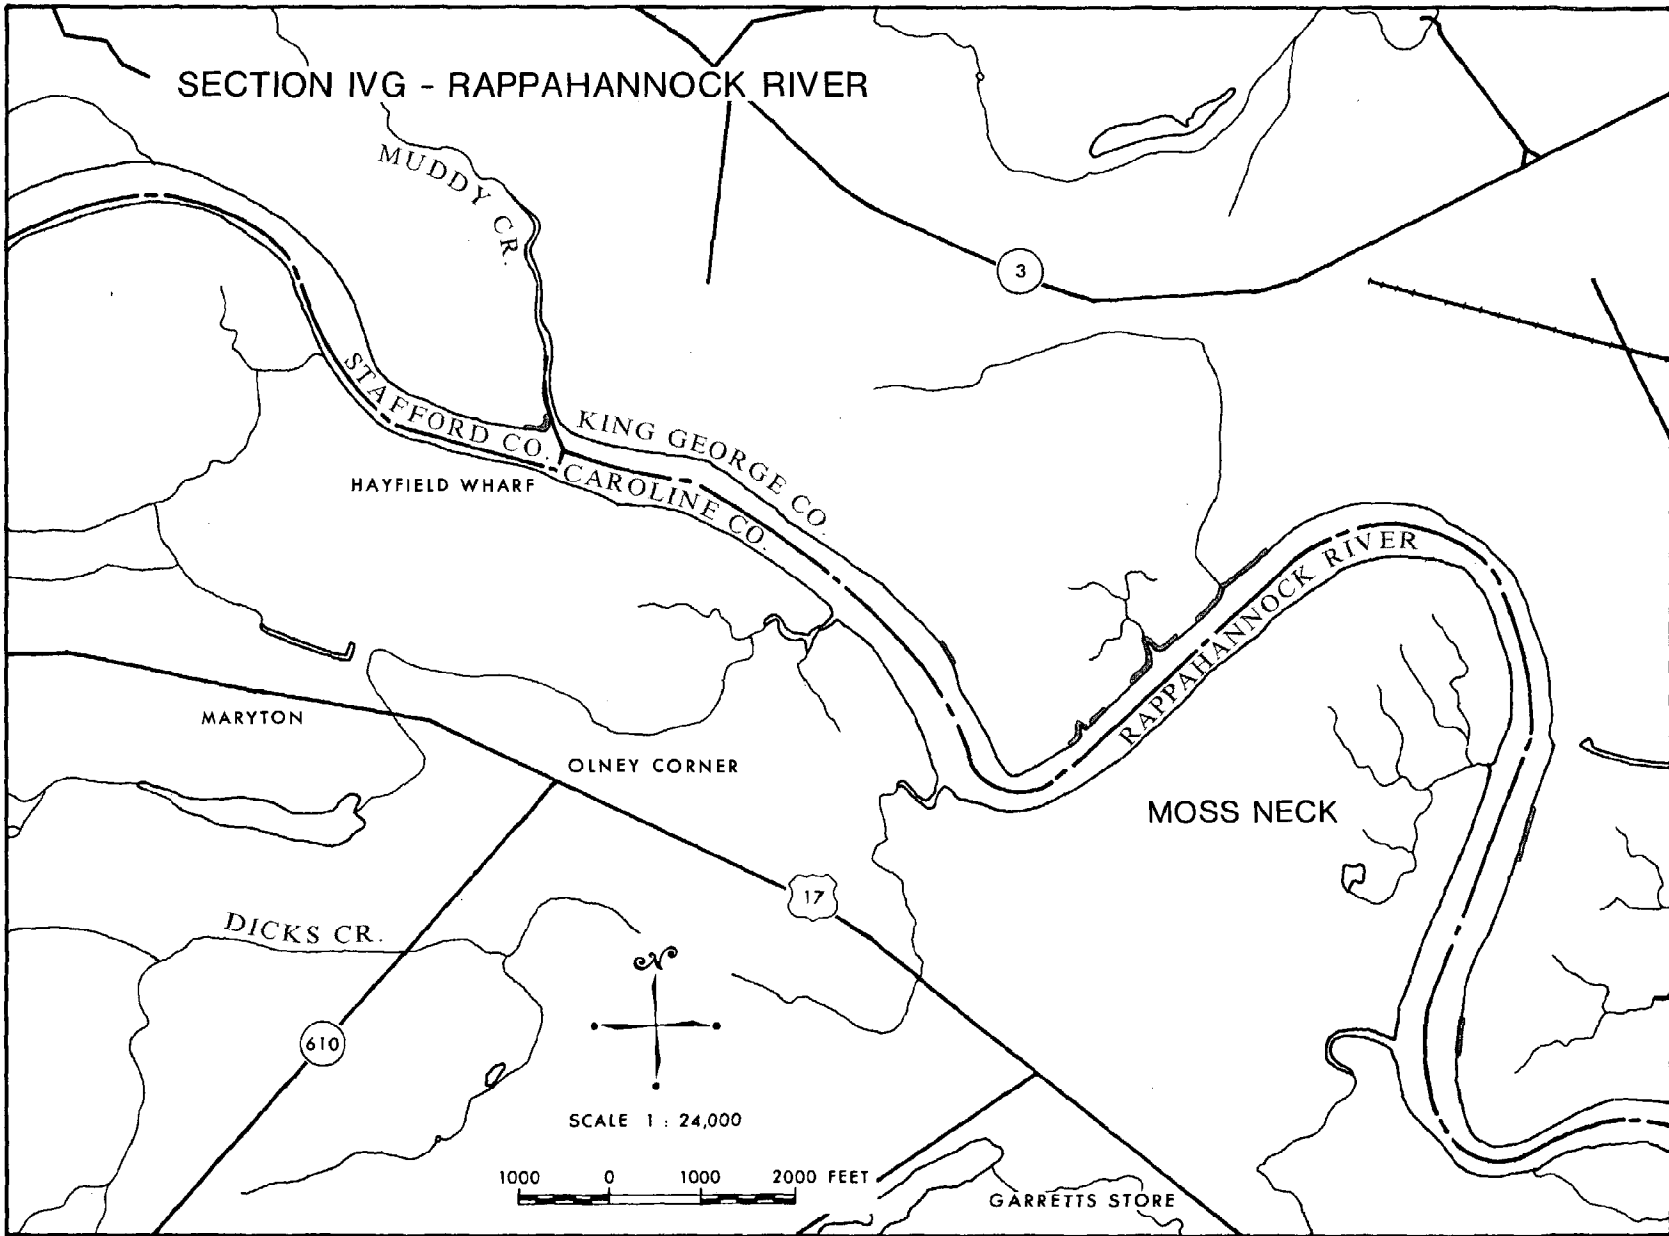 SECTION IVG - RAPPAHANNOCK RIVER
MUDDY CR.
3
STAFFORD CO.
KING GEORGE CO.
CAROLINE CO.
HAYFIELD WHARF
RAPPAHANNOCK RIVER
MARYTON
OLNEY CORNER
MOSS NECK
17
DICKS CR.
N
610
SCALE 1 : 24,000
1000 0 1000 2000 FEET
GARRETTS STORE